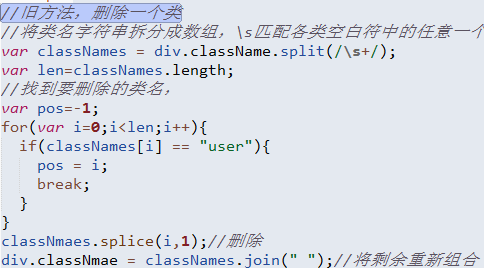 //旧方法，删除一个类
//将类名字符串拆分成数组，\s匹配各类空白符中的任意一个
var classNames = div.className.split(/\s+/);
var len=classNames.length;
//找到要删除的类名，
var pos=-1;
for(var i=0;i<len;i++){
  if(classNames[i] == "user"){
    pos = i;
    break;
  }
}
classNmaes.splice(i,1);//删除
div.classNmae = classNames.join(" ");//将剩余重新组合